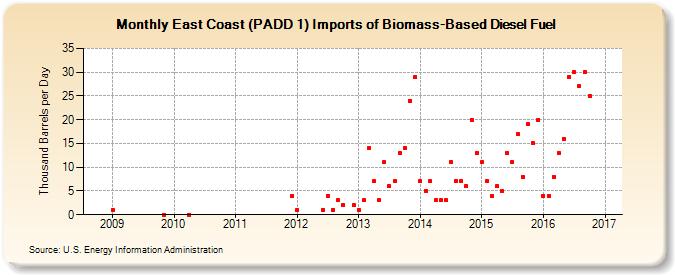 Monthly East Coast (PADD 1) Imports of Biomass-Based Diesel Fuel
Thousand Barrels per Day
35
30
25
20
15
10
5
0
2009 2010 2011 2012 2013 2014 2015 2016 2017
Source: U.S. Energy Information Administration